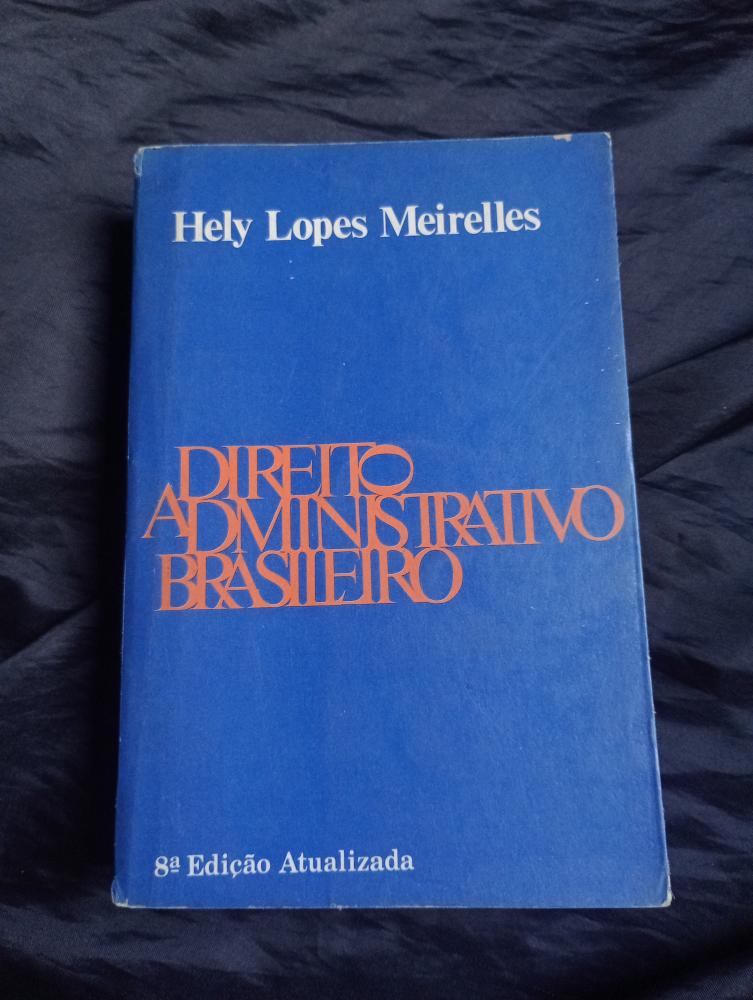 Hely Lopes Meirelles
DIREITO
ADMINISTRATIVO
BRASILEIRO
8ª Edição Atualizada